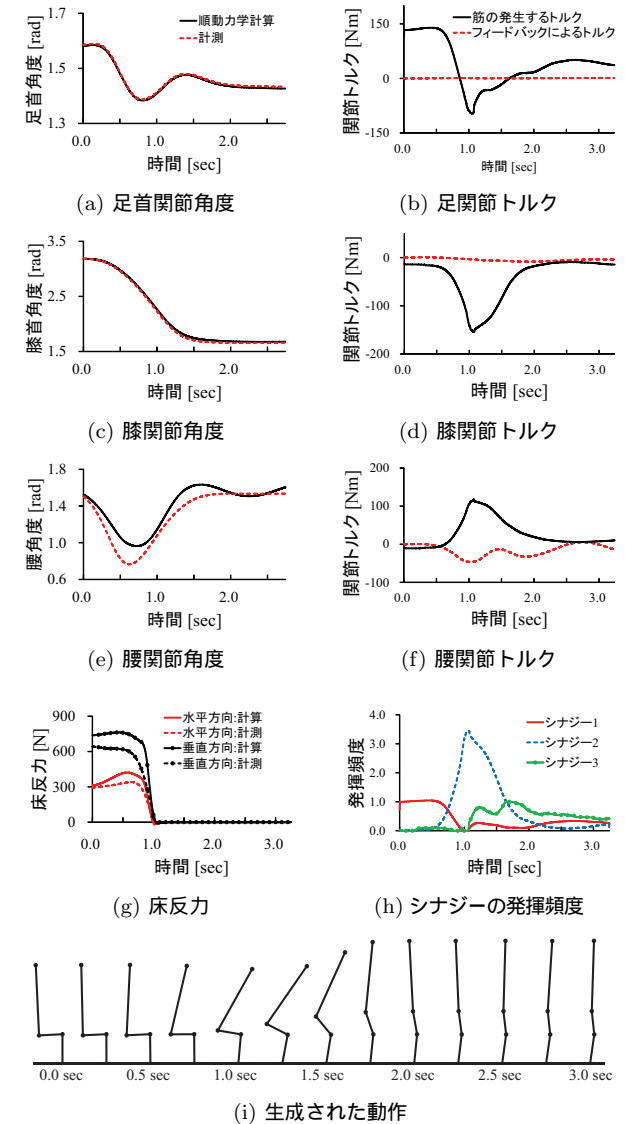 1.7
1.5
1.3
足首角度 [rad]
順動力学計算
計測
0.0 1.0 2.0
時間 [sec]
(a) 足首関節角度
150
0
-150
関節トルク [Nm]
筋の発生するトルク
フィードバックによるトルク
0.0 1.0 2.0 3.0
時間 [sec]
(b) 足関節トルク
3.5
2.5
1.5
膝首角度 [rad]
0.0 1.0 2.0
時間 [sec]
(c) 膝関節角度
0
-100
-200
関節トルク [Nm]
0.0 1.0 2.0 3.0
時間 [sec]
(d) 膝関節トルク
1.8
1.4
1.0
0.6
腰角度 [rad]
0.0 1.0 2.0
時間 [sec]
(e) 腰関節角度
200
100
0
-100
関節トルク [Nm]
0.0 1.0 2.0 3.0
時間 [sec]
(f) 腰関節トルク
900
600
300
0
床反力 [N]
水平方向:計算
水平方向:計測
垂直方向:計算
垂直方向:計測
0.0 1.0 2.0 3.0
時間 [sec]
(g) 床反力
4.0
3.0
2.0
1.0
0.0
発揮頻度
シナジー1
シナジー2
シナジー3
0.0 1.0 2.0 3.0
時間 [sec]
(h) シナジーの発揮頻度
0.0 sec 0.5 sec 1.0 sec 1.5 sec 2.0 sec 2.5 sec 3.0 sec
(i) 生成された動作